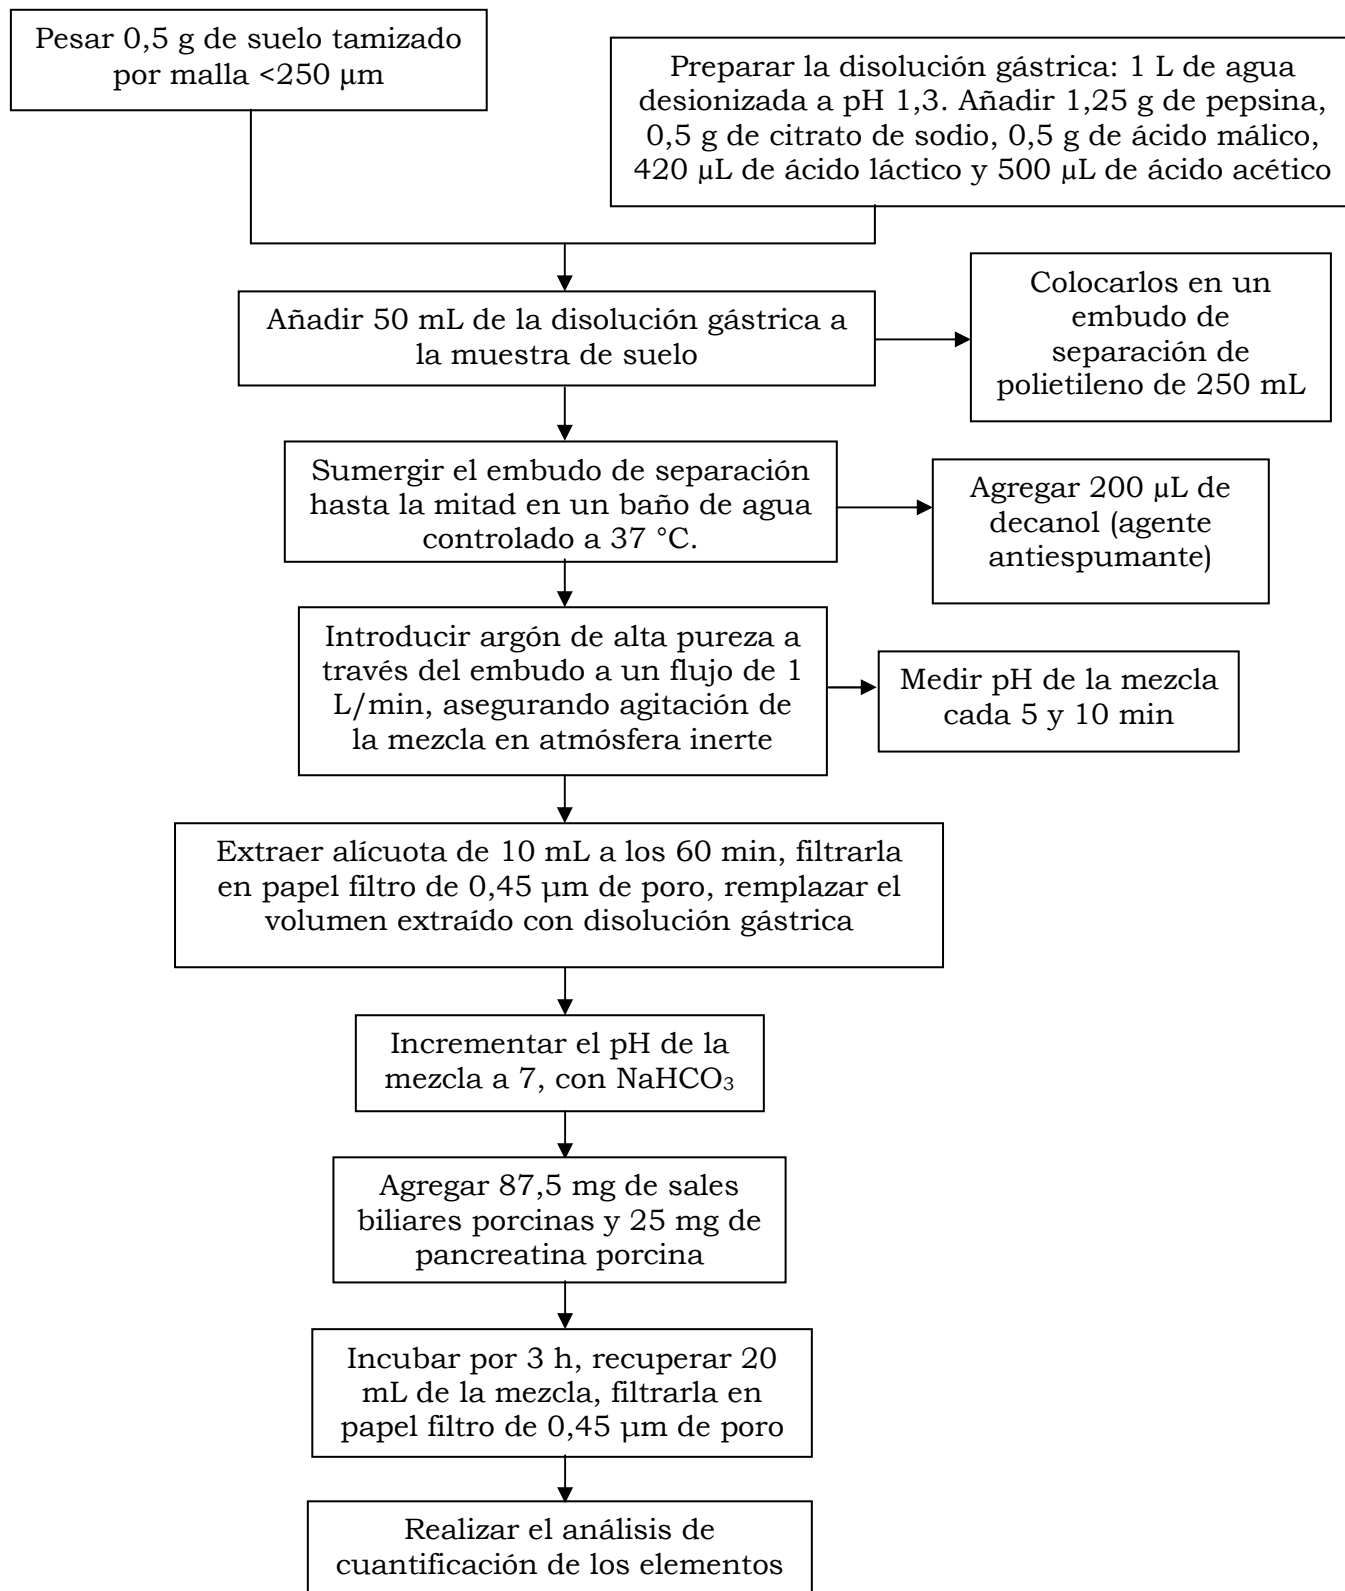 Pesar 0,5 g de suelo tamizado
por malla <250 µm
Preparar la disolución gástrica: 1 L de agua
desionizada a pH 1,3. Añadir 1,25 g de pepsina,
0,5 g de citrato de sodio, 0,5 g de ácido málico,
420 µL de ácido láctico y 500 µL de ácido acético
Añadir 50 mL de la disolución gástrica a
la muestra de suelo
Colocarlos en un
embudo de
separación de
polietileno de 250 mL
Sumergir el embudo de separación
hasta la mitad en un baño de agua
controlado a 37 °C.
Agregar 200 µL de
decanol (agente
antiespumante)
Introducir argón de alta pureza a
través del embudo a un flujo de 1
L/min, asegurando agitación de
la mezcla en atmósfera inerte
Medir pH de la mezcla
cada 5 y 10 min
Extraer alícuota de 10 mL a los 60 min, filtrarla
en papel filtro de 0,45 µm de poro, remplazar el
volumen extraído con disolución gástrica
Incrementar el pH de la
mezcla a 7, con NaHCO₃
Agregar 87,5 mg de sales
biliares porcinas y 25 mg de
pancreatina porcina
Incubar por 3 h, recuperar 20
mL de la mezcla, filtrarla en
papel filtro de 0,45 µm de poro
Realizar el análisis de
cuantificación de los elementos